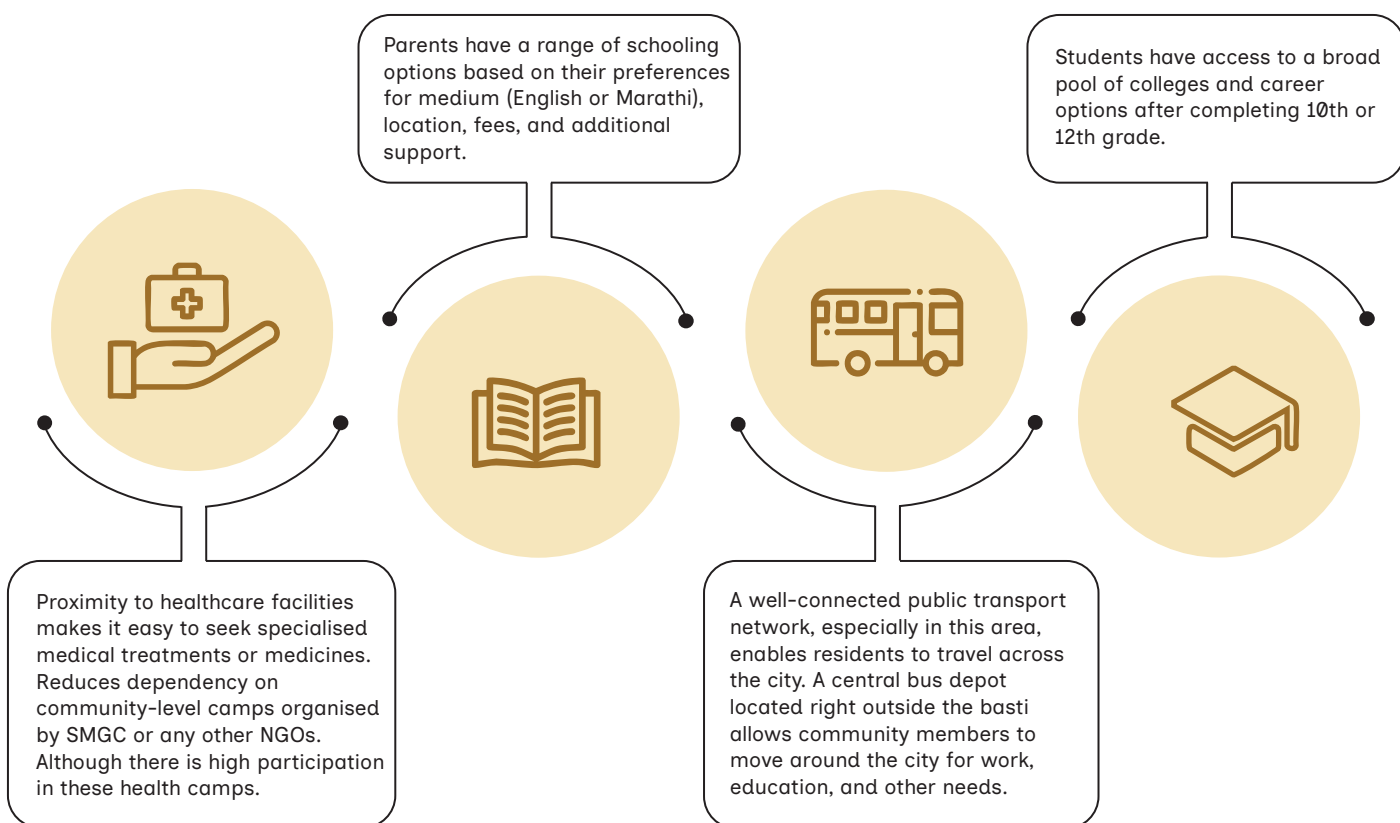 Parents have a range of schooling
options based on their preferences
for medium (English or Marathi),
location, fees, and additional
support.
Students have access to a broad
pool of colleges and career
options after completing 10th or
12th grade.
Proximity to healthcare facilities
makes it easy to seek specialised
medical treatments or medicines.
Reduces dependency on
community-level camps organised
by SMGC or any other NGOs.
Although there is high participation
in these health camps.
A well-connected public transport
network, especially in this area,
enables residents to travel across
the city. A central bus depot
located right outside the basti
allows community members to
move around the city for work,
education, and other needs.